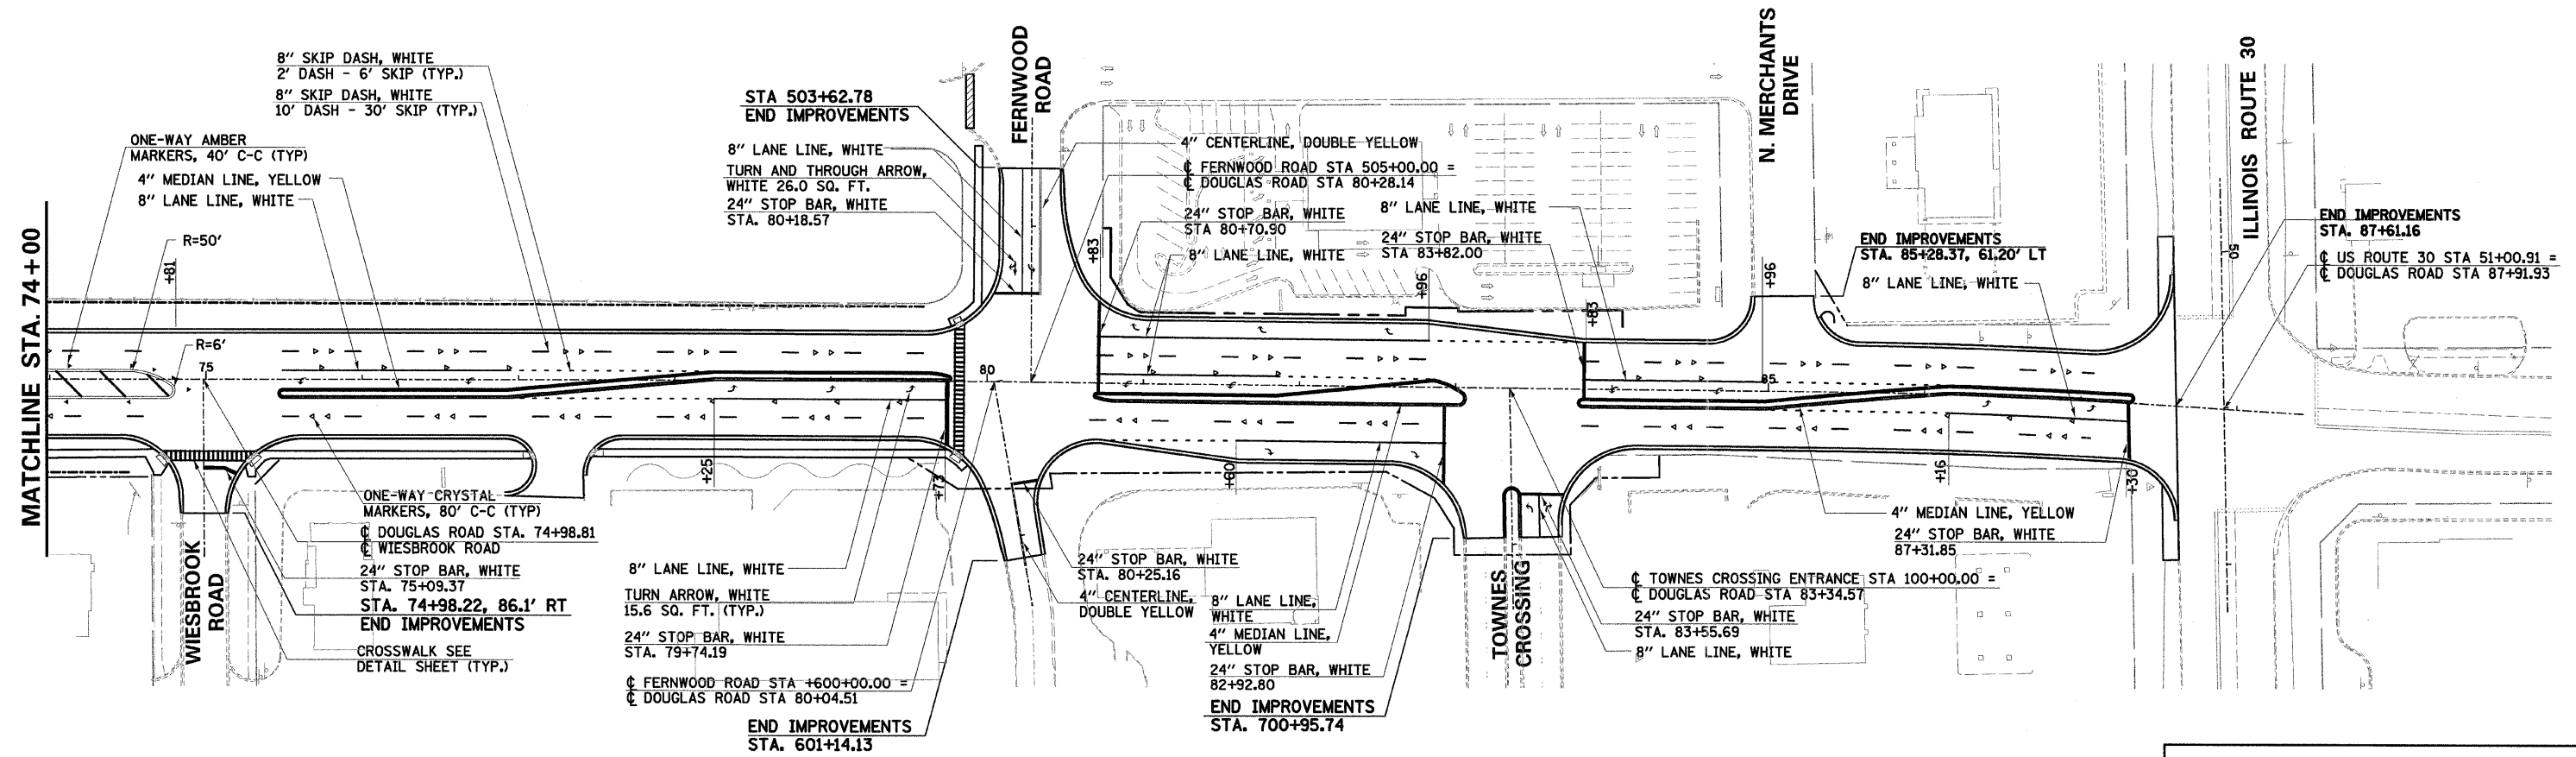 MATCHLINE STA. 74+00
8" SKIP DASH, WHITE
2' DASH - 6' SKIP (TYP.)
8" SKIP DASH, WHITE
10' DASH - 30' SKIP (TYP.)
ONE-WAY AMBER
MARKERS, 40' C-C (TYP)
4" MEDIAN LINE, YELLOW
8" LANE LINE, WHITE
R=50'
+81
R=6'
75
WIESBROOK
ROAD
ONE-WAY CRYSTAL
MARKERS, 80' C-C (TYP)
℄ DOUGLAS ROAD STA. 74+98.81
℄ WIESBROOK ROAD
24" STOP BAR, WHITE
STA. 75+09.37
STA. 74+98.22, 86.1' RT
END IMPROVEMENTS
CROSSWALK SEE
DETAIL SHEET (TYP.)
STA 503+62.78
END IMPROVEMENTS
8" LANE LINE, WHITE
TURN AND THROUGH ARROW,
WHITE 26.0 SQ. FT.
24" STOP BAR, WHITE
STA. 80+18.57
FERNWOOD
ROAD
+25
+73
80
8" LANE LINE, WHITE
TURN ARROW, WHITE
15.6 SQ. FT. (TYP.)
24" STOP BAR, WHITE
STA. 79+74.19
℄ FERNWOOD ROAD STA +600+00.00 =
℄ DOUGLAS ROAD STA 80+04.51
END IMPROVEMENTS
STA. 601+14.13
4" CENTERLINE, DOUBLE YELLOW
℄ FERNWOOD ROAD STA 505+00.00 =
℄ DOUGLAS ROAD STA 80+28.14
24" STOP BAR, WHITE
STA 80+70.90
8" LANE LINE, WHITE
8" LANE LINE, WHITE
24" STOP BAR, WHITE
STA 83+82.00
+83
+96
+83
+60
24" STOP BAR, WHITE
STA. 80+25.16
4" CENTERLINE,
DOUBLE YELLOW
8" LANE LINE,
WHITE
4" MEDIAN LINE,
YELLOW
24" STOP BAR, WHITE
82+92.80
END IMPROVEMENTS
STA. 700+95.74
TOWNES
CROSSING
N. MERCHANTS
DRIVE
+96
85
END IMPROVEMENTS
STA. 85+28.37, 61.20' LT
8" LANE LINE, WHITE
℄ TOWNES CROSSING ENTRANCE STA 100+00.00 =
℄ DOUGLAS ROAD STA 83+34.57
24" STOP BAR, WHITE
STA. 83+55.69
8" LANE LINE, WHITE
+16
+30
4" MEDIAN LINE, YELLOW
24" STOP BAR, WHITE
87+31.85
ILLINOIS ROUTE 30
50
END IMPROVEMENTS
STA. 87+61.16
℄ US ROUTE 30 STA 51+00.91 =
℄ DOUGLAS ROAD STA 87+91.93